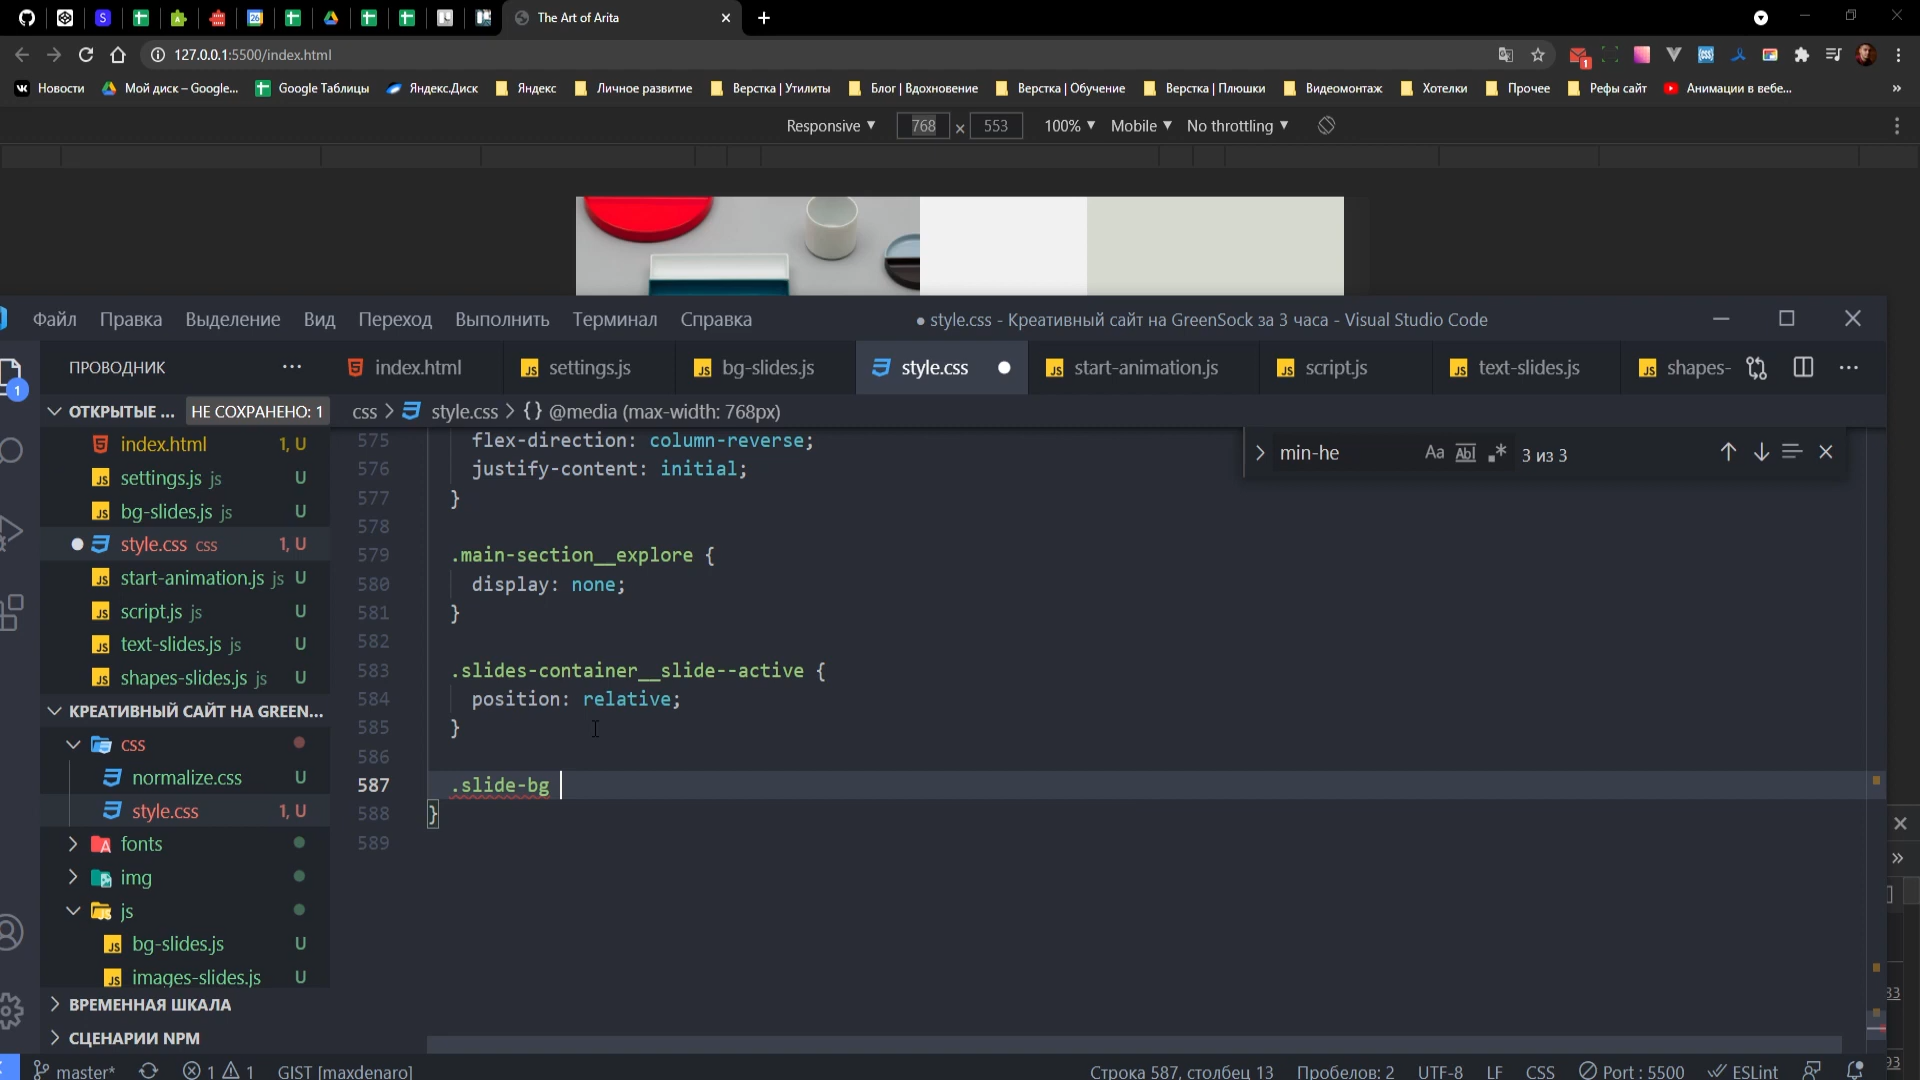 The Art of Arita
127.0.0.1:5500/index.html
1
Новости
Мой диск – Google...
Google Таблицы
Яндекс.Диск
Яндекс
Личное развитие
Верстка | Утилиты
Блог | Вдохновение
Верстка | Обучение
Верстка | Плюшки
Видеомонтаж
Хотелки
Прочее
Рефы сайт
Анимации в вебе...
»
Responsive
768
×
553
100%
Mobile
No throttling
Файл
Правка
Выделение
Вид
Переход
Выполнить
Терминал
Справка
● style.css - Креативный сайт на GreenSock за 3 часа - Visual Studio Code
1
ПРОВОДНИК
index.html
settings.js
bg-slides.js
style.css
start-animation.js
script.js
text-slides.js
shapes-
ОТКРЫТЫЕ ...
НЕ СОХРАНЕНО: 1
css > style.css > {} @media (max-width: 768px)
index.html 1, U
settings.js js U
bg-slides.js js U
style.css css 1, U
start-animation.js js U
script.js js U
text-slides.js js U
shapes-slides.js js U
КРЕАТИВНЫЙ САЙТ НА GREEN...
css
normalize.css U
style.css 1, U
fonts
img
js
bg-slides.js U
images-slides.js U
ВРЕМЕННАЯ ШКАЛА
СЦЕНАРИИ NPM
min-he
Aa
Abl
3 из 3
575 flex-direction: column-reverse;
576 justify-content: initial;
577 }
578
579 .main-section__explore {
580 display: none;
581 }
582
583 .slides-container__slide--active {
584 position: relative;
585 }
586
587 .slide-bg
588 }
589
»
33
93
master*
1
1
GIST [maxdenaro]
Строка 587, столбец 13
Пробелов: 2
UTF-8
LF
CSS
Port : 5500
ESLint